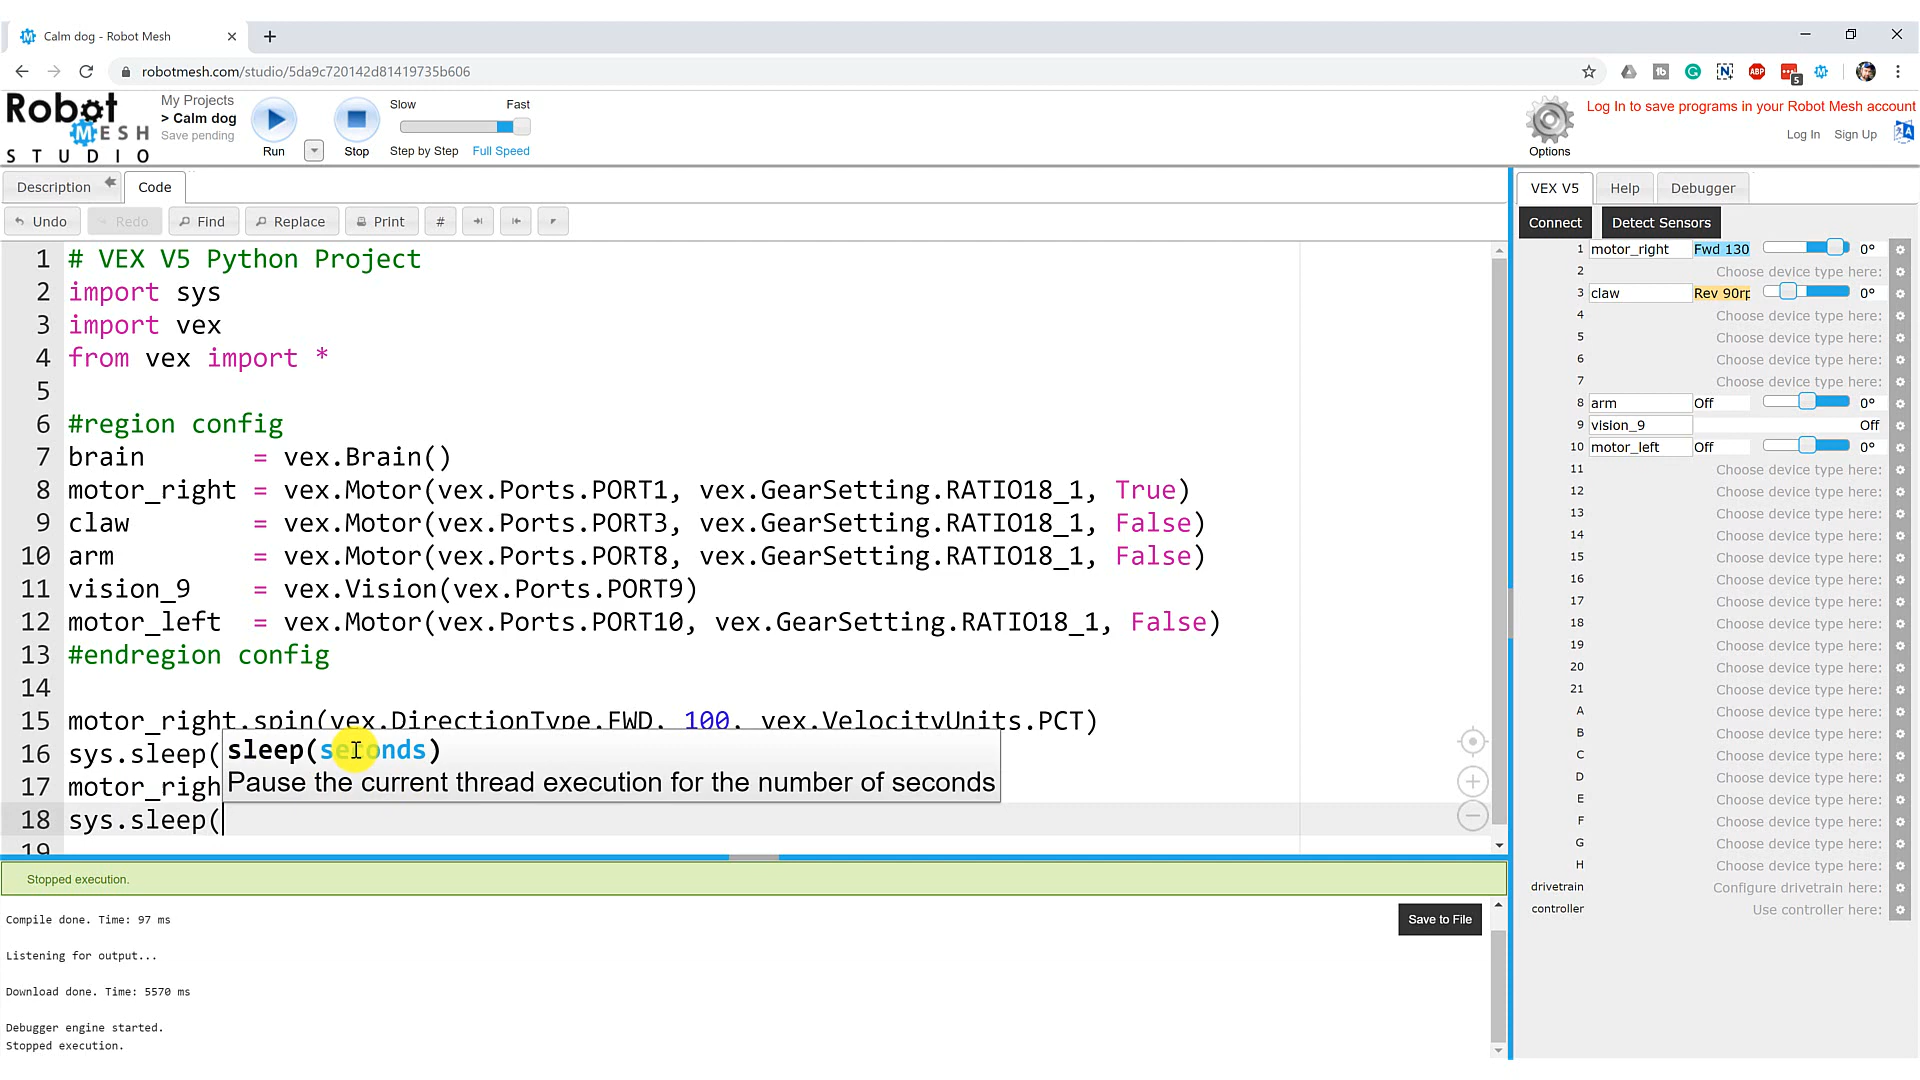 Calm dog - Robot Mesh
robotmesh.com/studio/5da9c720142d81419735b606
ABP
5
Robot
MESH
STUDIO
My Projects
> Calm dog
Save pending
Run
Stop
Slow Fast
Step by Step Full Speed
Options
Log In to save programs in your Robot Mesh account
Log In Sign Up
Description Code
Undo Redo Find Replace Print #
1 # VEX V5 Python Project
2 import sys
3 import vex
4 from vex import *
5
6 #region config
7 brain = vex.Brain()
8 motor_right = vex.Motor(vex.Ports.PORT1, vex.GearSetting.RATIO18_1, True)
9 claw = vex.Motor(vex.Ports.PORT3, vex.GearSetting.RATIO18_1, False)
10 arm = vex.Motor(vex.Ports.PORT8, vex.GearSetting.RATIO18_1, False)
11 vision_9 = vex.Vision(vex.Ports.PORT9)
12 motor_left = vex.Motor(vex.Ports.PORT10, vex.GearSetting.RATIO18_1, False)
13 #endregion config
14
15 motor_right.spin(vex.DirectionType.FWD, 100, vex.VelocityUnits.PCT)
16 sys.sleep(
17 motor_righ
18 sys.sleep(
19
sleep(seconds)
Pause the current thread execution for the number of seconds
Stopped execution.
Compile done. Time: 97 ms
Listening for output...
Download done. Time: 5570 ms
Debugger engine started.
Stopped execution.
Save to File
VEX V5 Help Debugger
Connect Detect Sensors
1 motor_right Fwd 130 0°
2 Choose device type here:
3 claw Rev 90rp 0°
4 Choose device type here:
5 Choose device type here:
6 Choose device type here:
7 Choose device type here:
8 arm Off 0°
9 vision_9 Off
10 motor_left Off 0°
11 Choose device type here:
12 Choose device type here:
13 Choose device type here:
14 Choose device type here:
15 Choose device type here:
16 Choose device type here:
17 Choose device type here:
18 Choose device type here:
19 Choose device type here:
20 Choose device type here:
21 Choose device type here:
A Choose device type here:
B Choose device type here:
C Choose device type here:
D Choose device type here:
E Choose device type here:
F Choose device type here:
G Choose device type here:
H Choose device type here:
drivetrain Configure drivetrain here:
controller Use controller here: